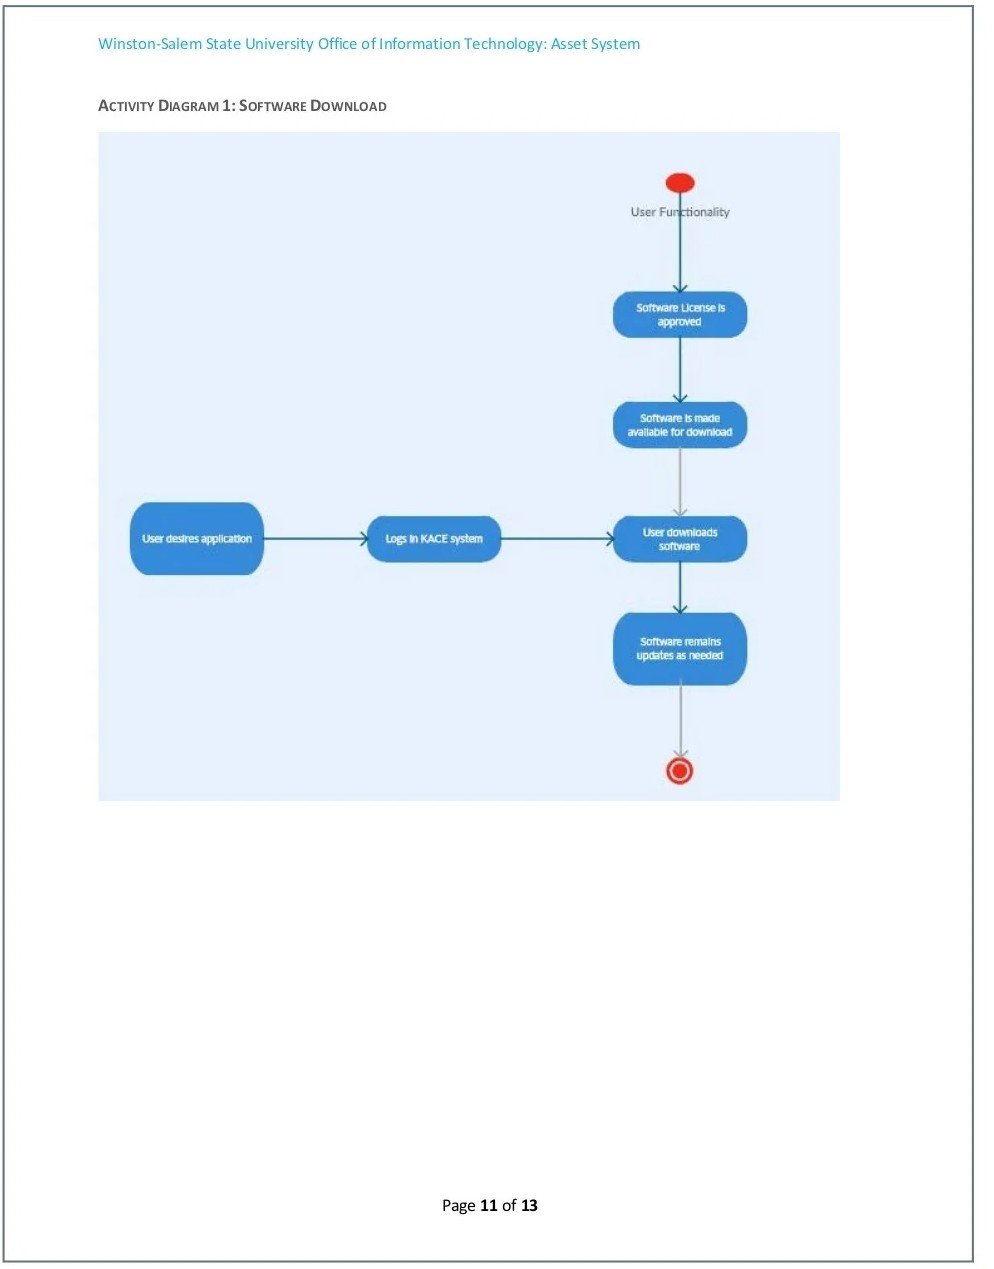 Winston-Salem State University Office of Information Technology: Asset System
ACTIVITY DIAGRAM 1: SOFTWARE DOWNLOAD
User Functionality
Software License is
approved
Software is made
available for download
User desires application
Logs in KACE system
User downloads
software
Software remains
updates as needed
Page 11 of 13